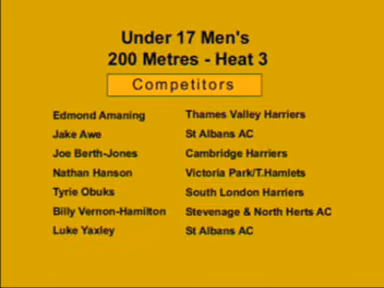 Under 17 Men's
200 Metres - Heat 3
Competitors
Edmond Amaning Thames Valley Harriers
Jake Awe St Albans AC
Joe Berth-Jones Cambridge Harriers
Nathan Hanson Victoria Park/T.Hamlets
Tyrie Obuks South London Harriers
Billy Vernon-Hamilton Stevenage & North Herts AC
Luke Yaxley St Albans AC